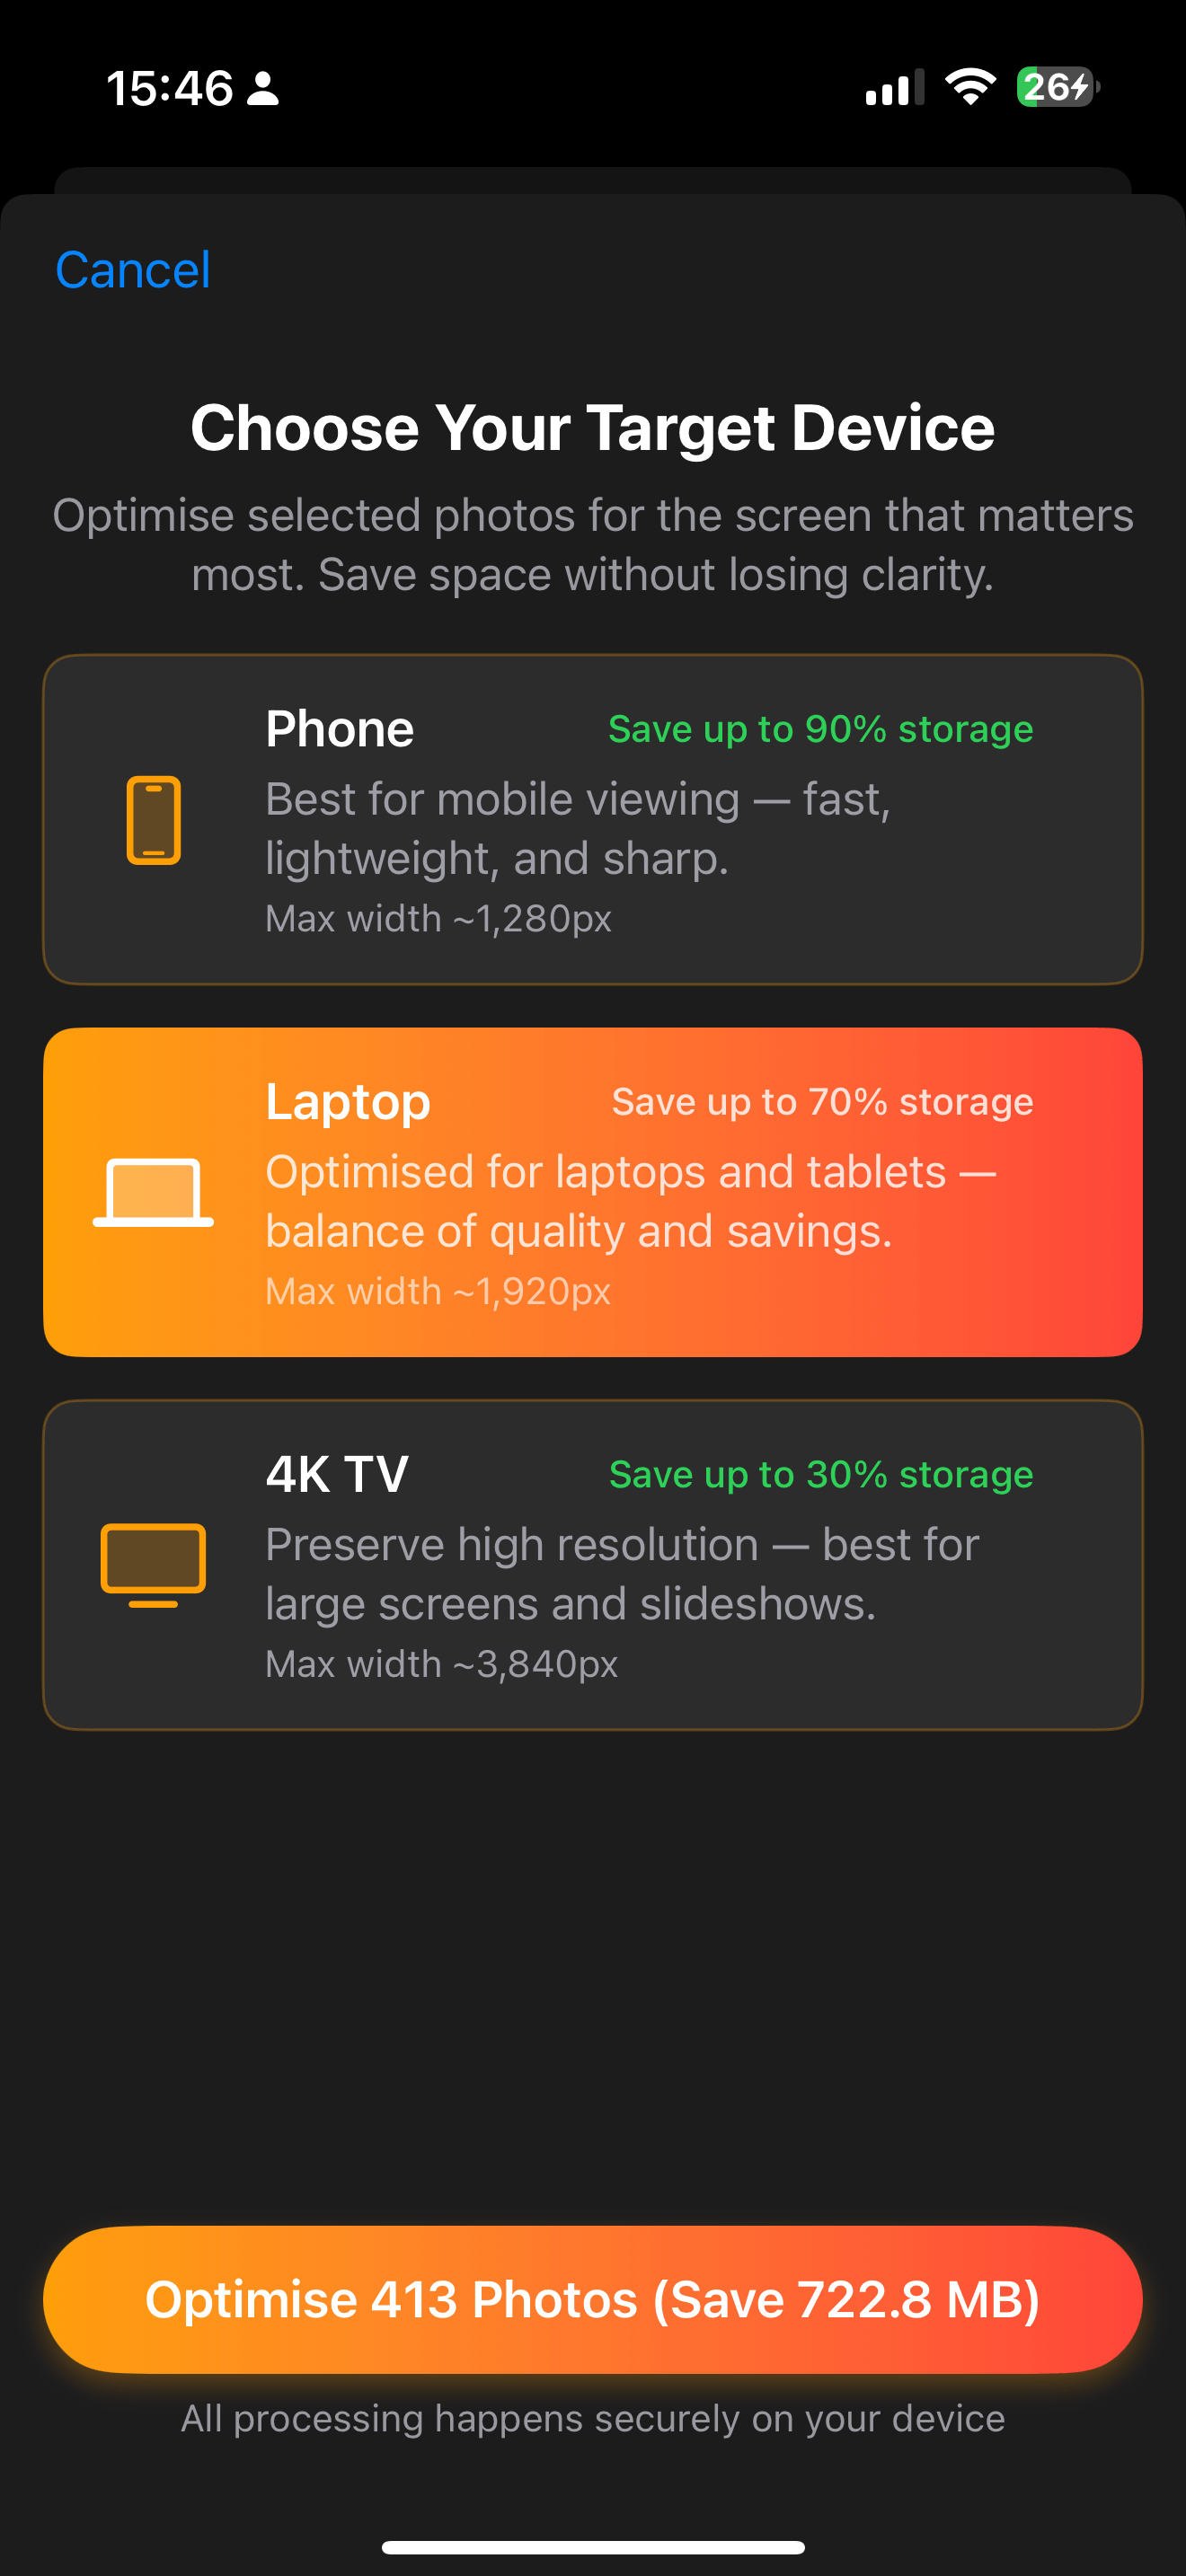 15:46
26
Cancel
Choose Your Target Device
Optimise selected photos for the screen that matters
most. Save space without losing clarity.
Phone
Save up to 90% storage
Best for mobile viewing — fast,
lightweight, and sharp.
Max width ~1,280px
Laptop
Save up to 70% storage
Optimised for laptops and tablets —
balance of quality and savings.
Max width ~1,920px
4K TV
Save up to 30% storage
Preserve high resolution — best for
large screens and slideshows.
Max width ~3,840px
Optimise 413 Photos (Save 722.8 MB)
All processing happens securely on your device